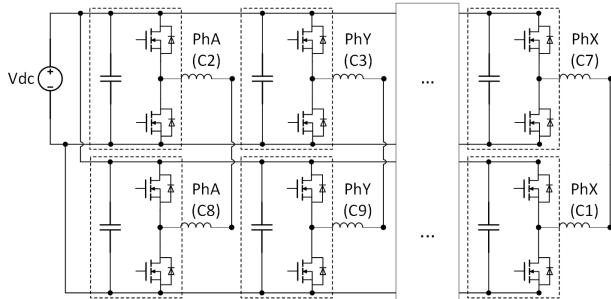 PhA
(C2)
PhY
(C3)
PhX
(C7)
Vdc
+
−
...
PhA
(C8)
PhY
(C9)
PhX
(C1)
...